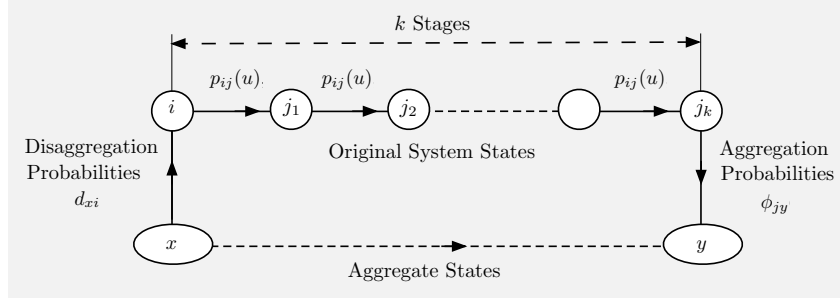 k Stages
p_{ij}(u) p_{ij}(u) p_{ij}(u)
i j_1 j_2 j_k
Disaggregation
Probabilities
d_{xi}
Original System States
Aggregation
Probabilities
ϕ_{jy}
x y
Aggregate States